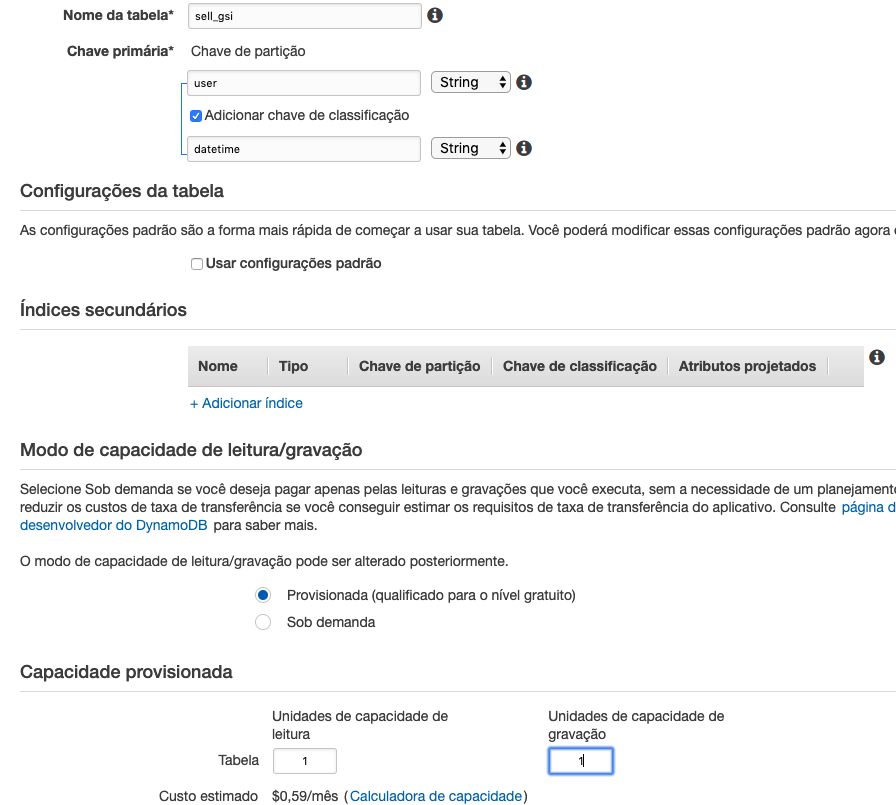 Nome da tabela* sell_gsi
Chave primária* Chave de partição
user String
Adicionar chave de classificação
datetime String
Configurações da tabela
As configurações padrão são a forma mais rápida de começar a usar sua tabela. Você poderá modificar essas configurações padrão agora
Usar configurações padrão
Índices secundários
Nome Tipo Chave de partição Chave de classificação Atributos projetados
+ Adicionar índice
Modo de capacidade de leitura/gravação
Selecione Sob demanda se você deseja pagar apenas pelas leituras e gravações que você executa, sem a necessidade de um planejamento
reduzir os custos de taxa de transferência se você conseguir estimar os requisitos de taxa de transferência do aplicativo. Consulte página d
desenvolvedor do DynamoDB para saber mais.
O modo de capacidade de leitura/gravação pode ser alterado posteriormente.
Provisionada (qualificado para o nível gratuito)
Sob demanda
Capacidade provisionada
Unidades de capacidade de leitura Unidades de capacidade de gravação
Tabela 1 1
Custo estimado $0,59/mês (Calculadora de capacidade)